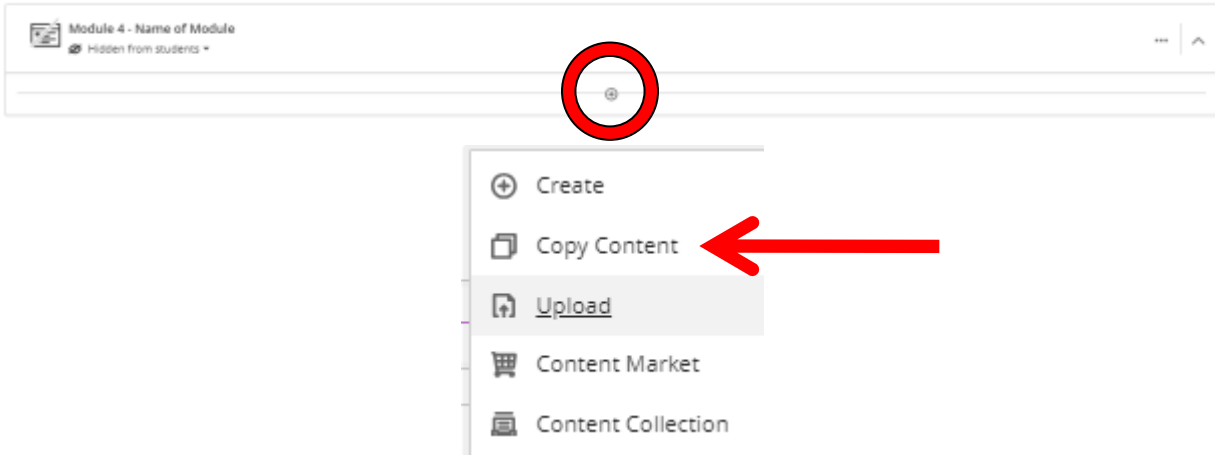 Module 4 - Name of Module
Hidden from students
Create
Copy Content
Upload
Content Market
Content Collection